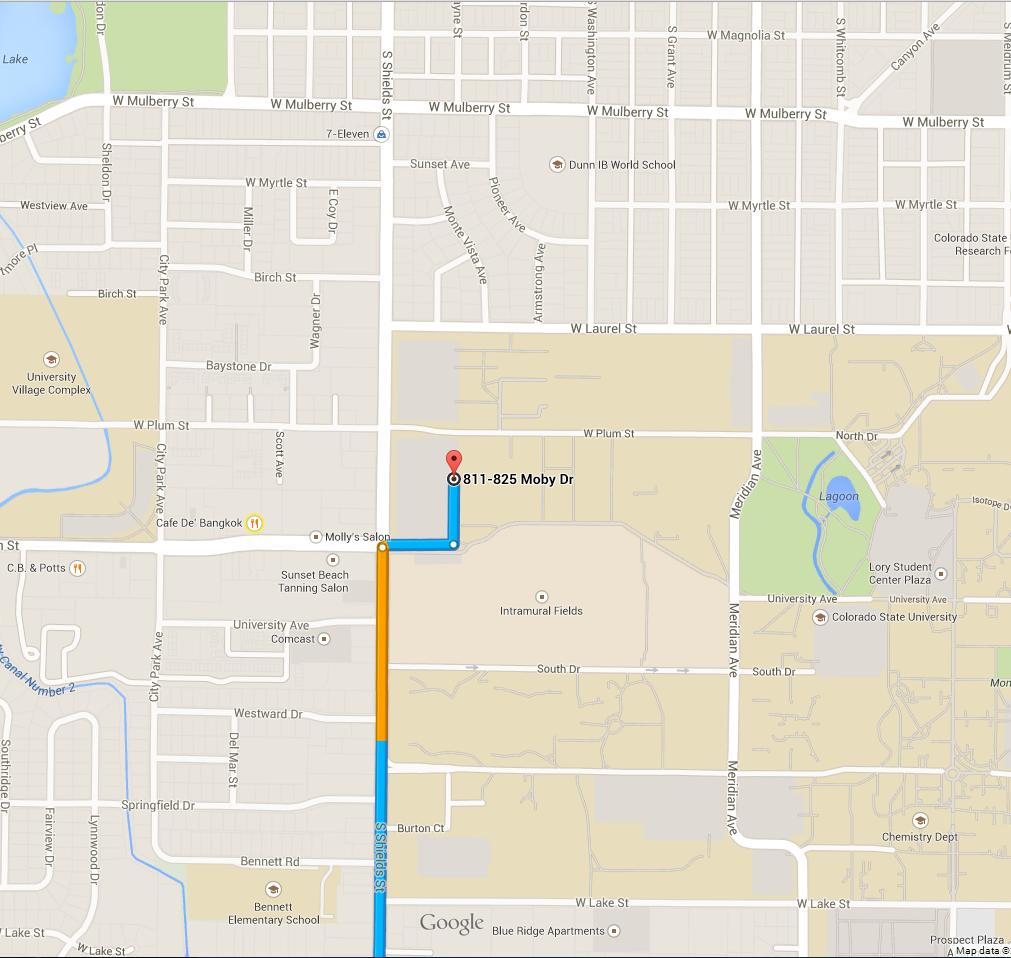 don Dr
yne St
rdon St
S Washington Ave
S Grant Ave
W Magnolia St
S Whitcomb St
Canyon Ave
S Meldrum St
Lake
S Shields St
W Mulberry St
W Mulberry St
W Mulberry St
W Mulberry St
W Mulberry St
W Mulberry St
berry St
7-Eleven
Sheldon Dr
Sunset Ave
Dunn IB World School
W Myrtle St
Pioneer Ave
Westview Ave
Miller Dr
E Coy Dr
Monte Vista Ave
W Myrtle St
W Myrtle St
Colorado State
Research F
more Pl
City Park Ave
Birch St
Armstrong Ave
Birch St
Wagner Dr
W Laurel St
W Laurel St
University
Village Complex
Baystone Dr
W Plum St
Scott Ave
W Plum St
North Dr
City Park Ave
811-825 Moby Dr
Meridian Ave
Lagoon
Isotope D
Cafe De' Bangkok
Molly's Salon
m St
C.B. & Potts
Sunset Beach
Tanning Salon
Lory Student
Center Plaza
Intramural Fields
University Ave
University Ave
Colorado State University
University Ave
Comcast
Meridian Ave
City Park Ave
South Dr
South Dr
Canal Number 2
Mon
Westward Dr
Del Mar St
Southridge Dr
Meridian Ave
Springfield Dr
Fairview Dr
Lynnwood Dr
S Shields St
Burton Ct
Chemistry Dept
Bennett Rd
Bennett
Elementary School
W Lake St
W Lake St
Google
Blue Ridge Apartments
Lake St
W Lake St
Prospect Plaza
A
Map data ©